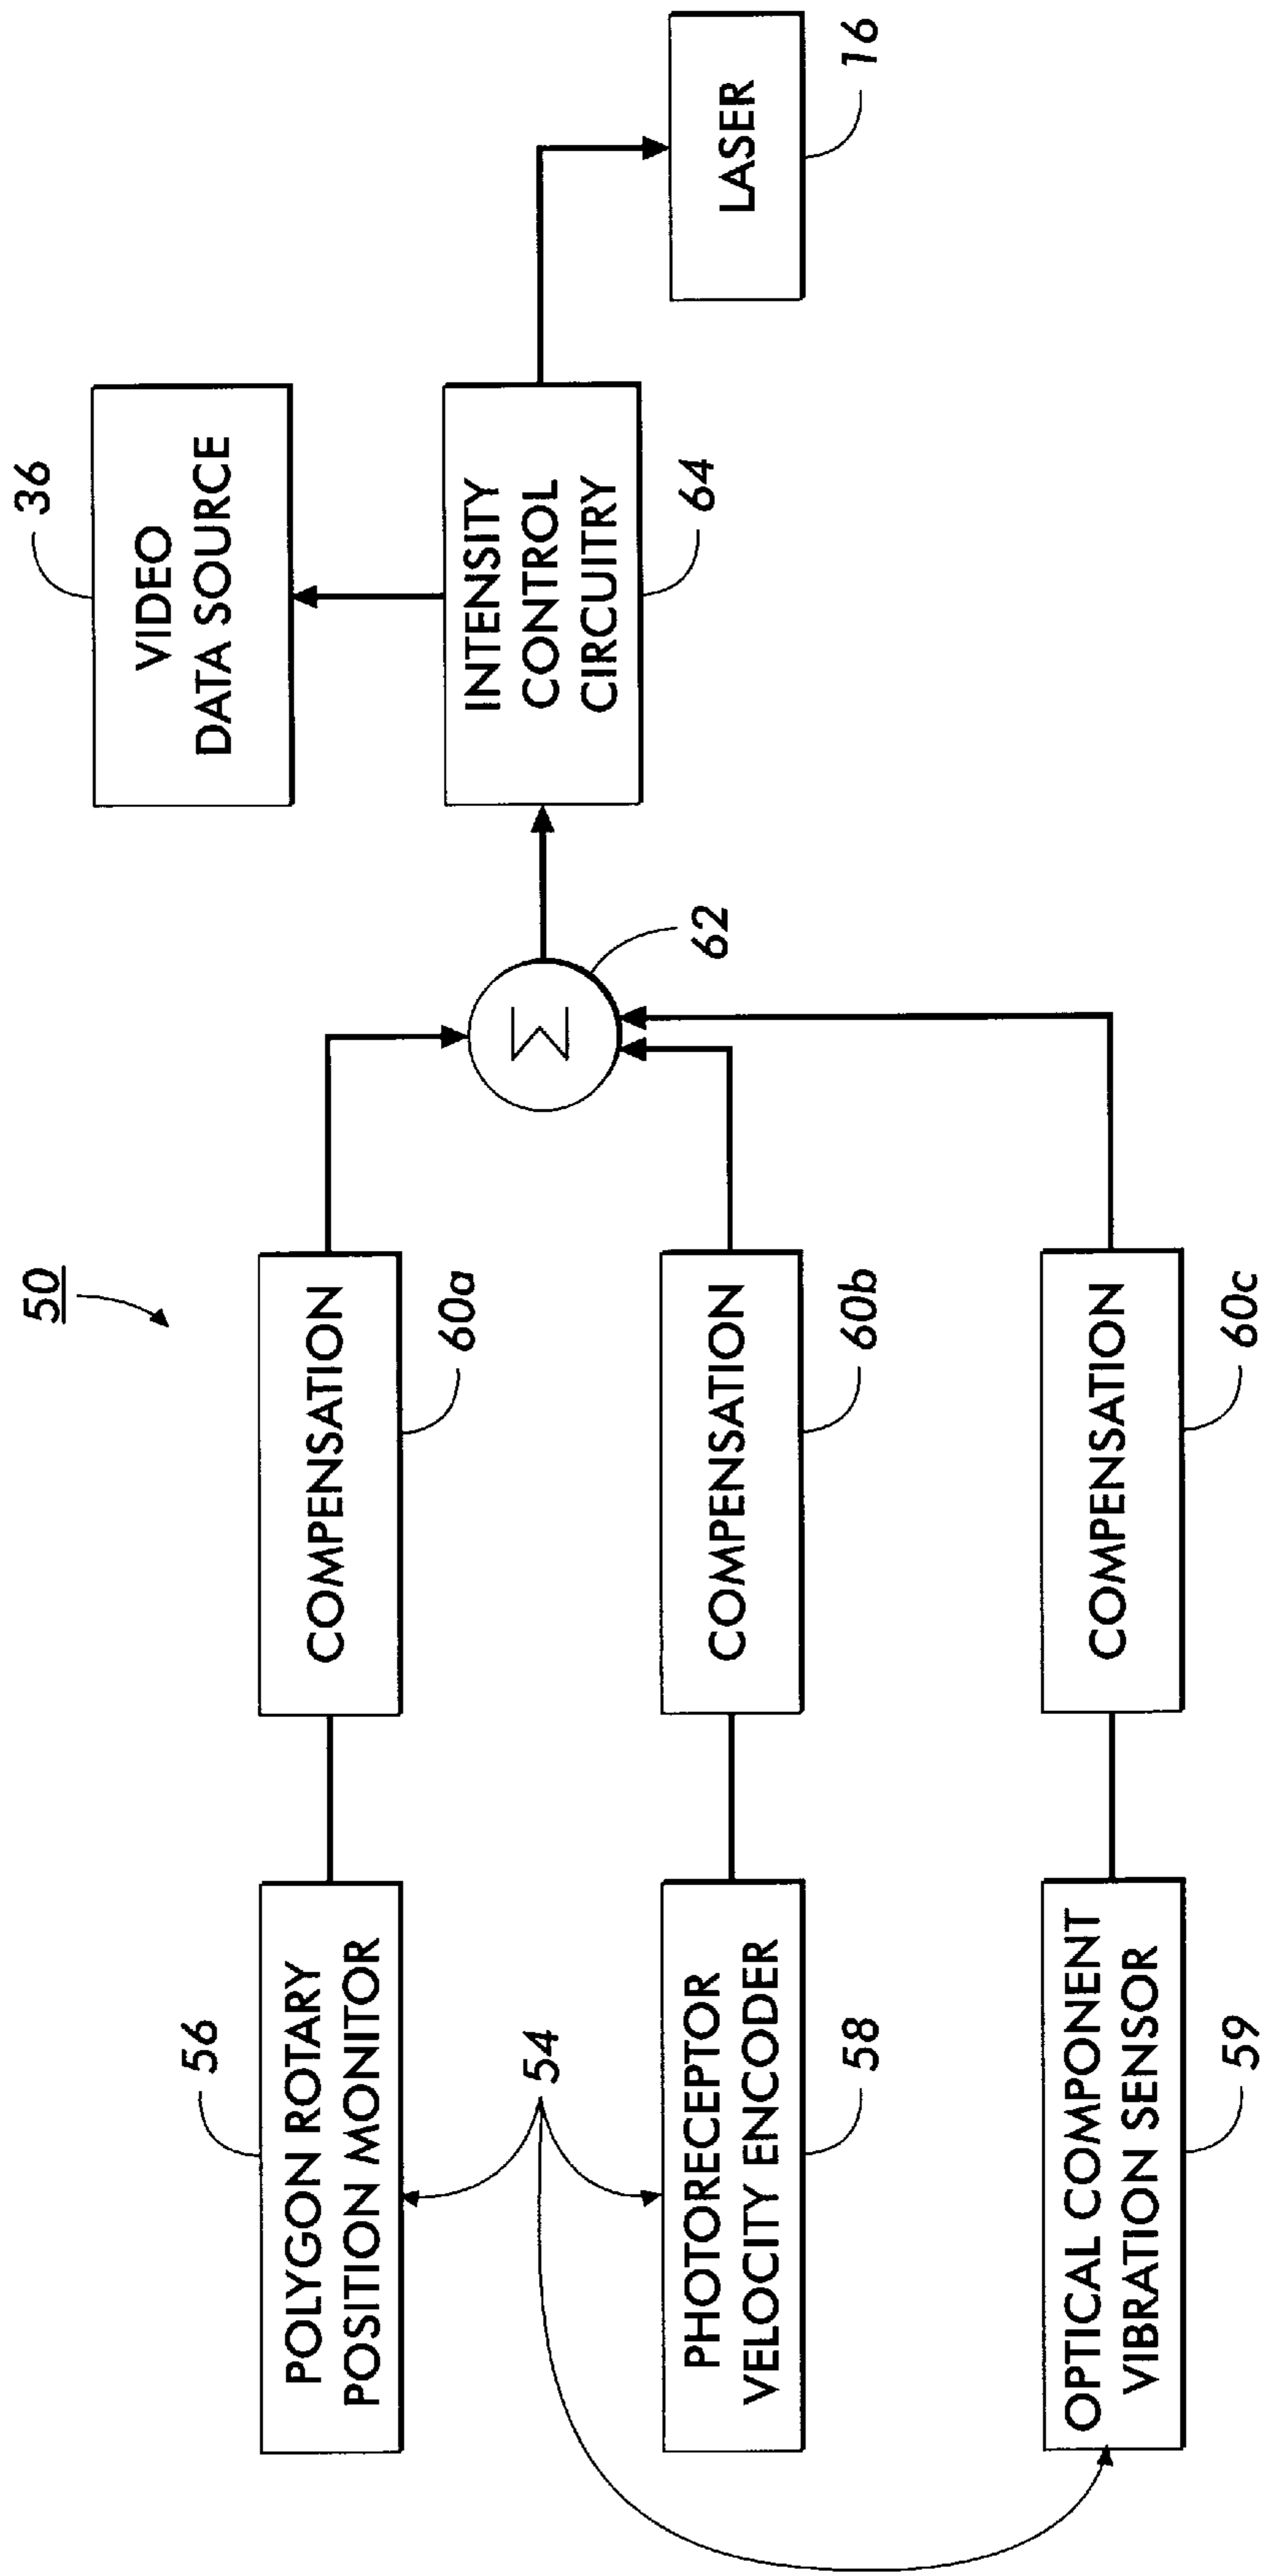 50
36
VIDEO
DATA SOURCE
56
POLYGON ROTARY
POSITION MONITOR
COMPENSATION
60a
Σ
62
INTENSITY
CONTROL
CIRCUITRY
64
LASER
16
54
PHOTORECEPTOR
VELOCITY ENCODER
58
COMPENSATION
60b
OPTICAL COMPONENT
VIBRATION SENSOR
59
COMPENSATION
60c